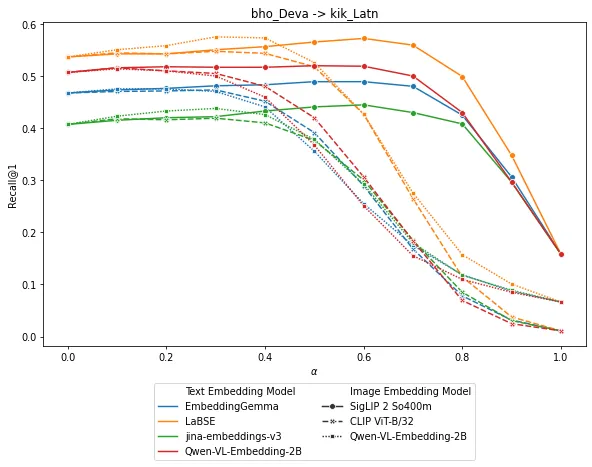 bho_Deva -> kik_Latn
Recall@1
0.6
0.5
0.4
0.3
0.2
0.1
0.0
0.0 0.2 0.4 0.6 0.8 1.0
α
Text Embedding Model
EmbeddingGemma
LaBSE
jina-embeddings-v3
Qwen-VL-Embedding-2B
Image Embedding Model
SigLIP 2 So400m
CLIP ViT-B/32
Qwen-VL-Embedding-2B